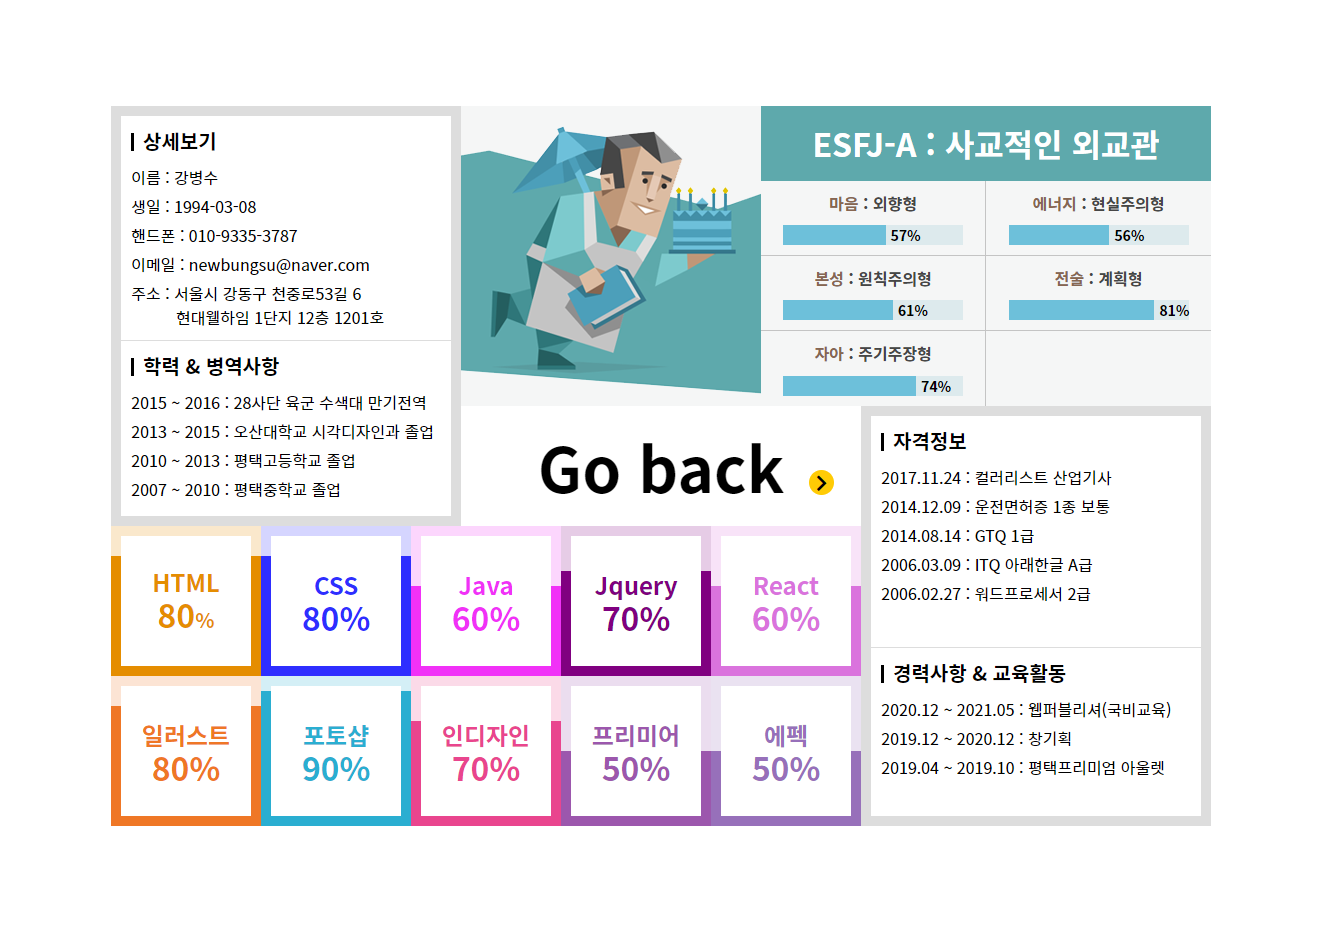 상세보기
이름 : 강병수
생일 : 1994-03-08
핸드폰 : 010-9335-3787
이메일 : newbungsu@naver.com
주소 : 서울시 강동구 천중로53길 6
현대웰하임 1단지 12층 1201호
학력 & 병역사항
2015 ~ 2016 : 28사단 육군 수색대 만기전역
2013 ~ 2015 : 오산대학교 시각디자인과 졸업
2010 ~ 2013 : 평택고등학교 졸업
2007 ~ 2010 : 평택중학교 졸업
ESFJ-A : 사교적인 외교관
마음 : 외향형
57%
에너지 : 현실주의형
56%
본성 : 원칙주의형
61%
전술 : 계획형
81%
자아 : 주기주장형
74%
Go back
HTML
80%
CSS
80%
Java
60%
Jquery
70%
React
60%
일러스트
80%
포토샵
90%
인디자인
70%
프리미어
50%
에펙
50%
자격정보
2017.11.24 : 컬러리스트 산업기사
2014.12.09 : 운전면허증 1종 보통
2014.08.14 : GTQ 1급
2006.03.09 : ITQ 아래한글 A급
2006.02.27 : 워드프로세서 2급
경력사항 & 교육활동
2020.12 ~ 2021.05 : 웹퍼블리셔(국비교육)
2019.12 ~ 2020.12 : 창기획
2019.04 ~ 2019.10 : 평택프리미엄 아울렛